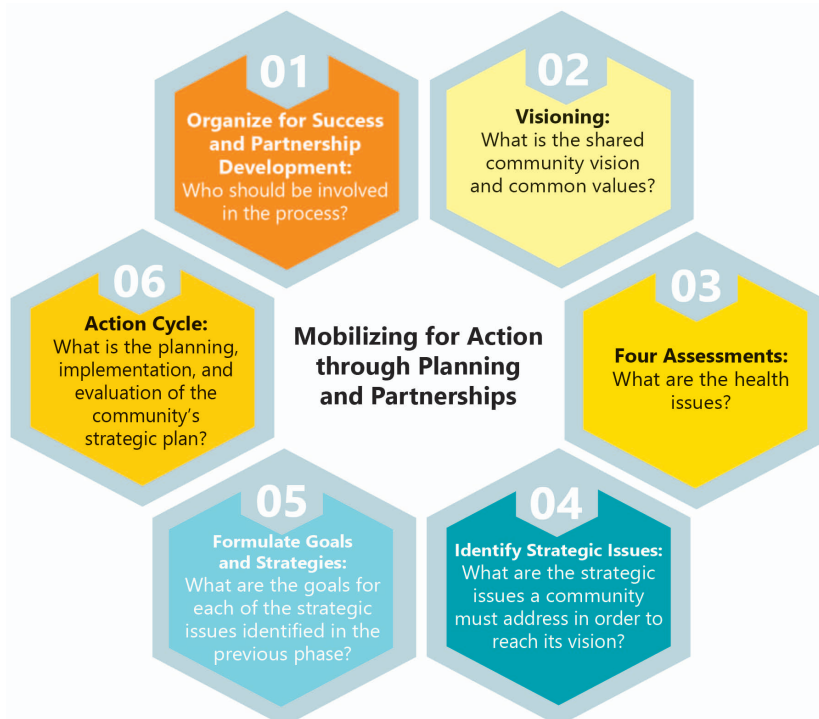 01
Organize for Success
and Partnership
Development:
Who should be involved
in the process?
02
Visioning:
What is the shared
community vision
and common values?
03
Four Assessments:
What are the health
issues?
04
Identify Strategic Issues:
What are the strategic
issues a community
must address in order to
reach its vision?
05
Formulate Goals
and Strategies:
What are the goals for
each of the strategic
issues identified in the
previous phase?
06
Action Cycle:
What is the planning,
implementation, and
evaluation of the
community's
strategic plan?
Mobilizing for Action
through Planning
and Partnerships